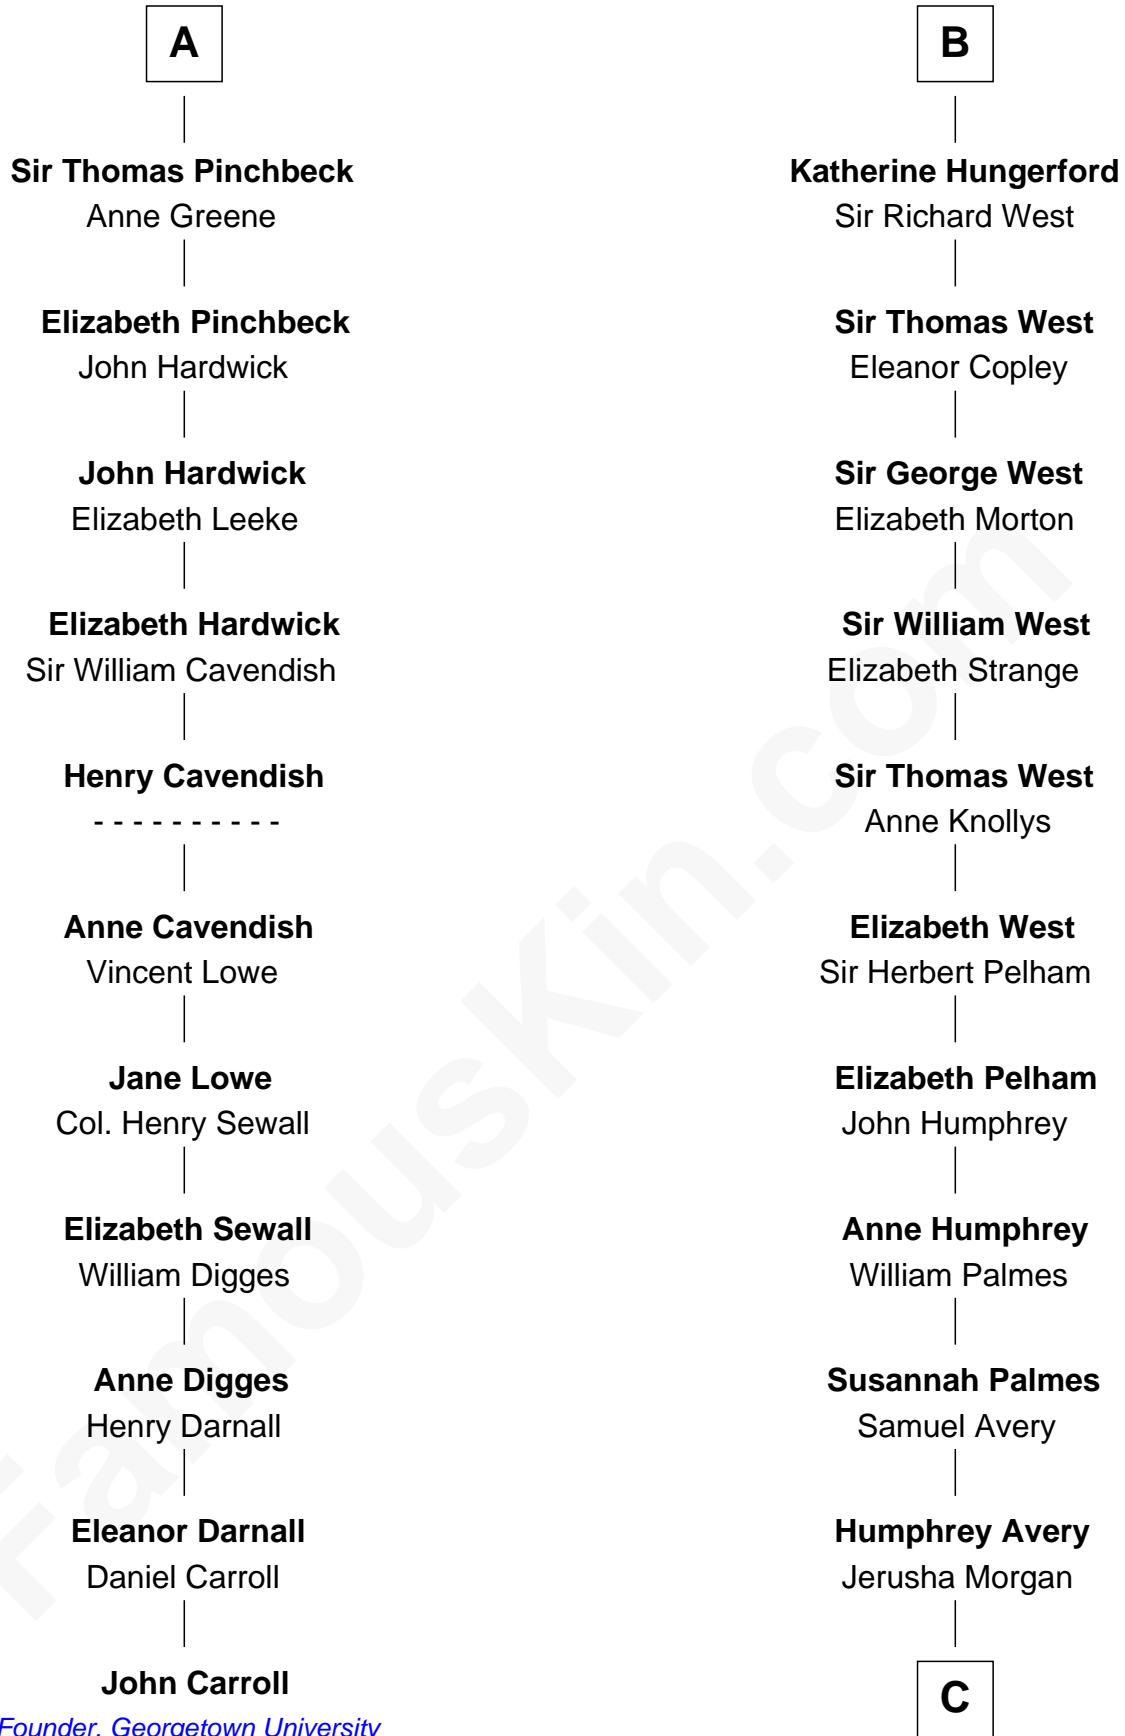 A
Sir Thomas Pinchbeck
Anne Greene
Elizabeth Pinchbeck
John Hardwick
John Hardwick
Elizabeth Leeke
Elizabeth Hardwick
Sir William Cavendish
Henry Cavendish
- - - - - - - - - -
Anne Cavendish
Vincent Lowe
Jane Lowe
Col. Henry Sewall
Elizabeth Sewall
William Digges
Anne Digges
Henry Darnall
Eleanor Darnall
Daniel Carroll
John Carroll
Founder, Georgetown University
B
Katherine Hungerford
Sir Richard West
Sir Thomas West
Eleanor Copley
Sir George West
Elizabeth Morton
Sir William West
Elizabeth Strange
Sir Thomas West
Anne Knollys
Elizabeth West
Sir Herbert Pelham
Elizabeth Pelham
John Humphrey
Anne Humphrey
William Palmes
Susannah Palmes
Samuel Avery
Humphrey Avery
Jerusha Morgan
C
FamousKin.com